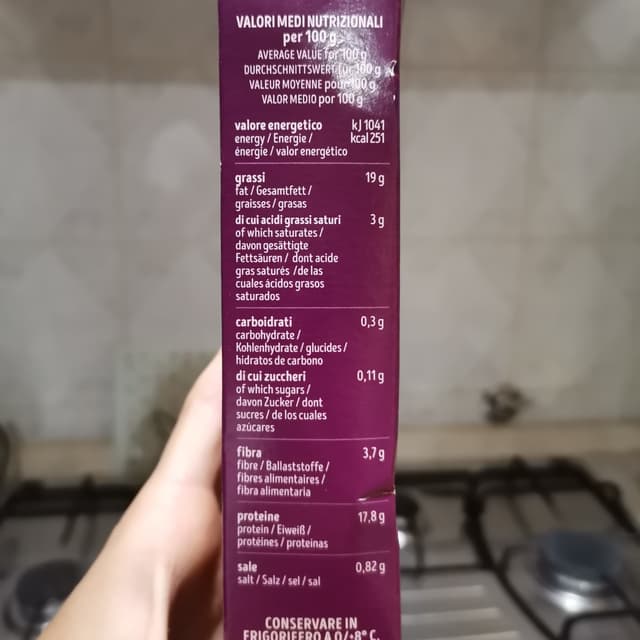 VALORI MEDI NUTRIZIONALI
per 100 g
AVERAGE VALUE for 100 g
DURCHSCHNITTSWERT für 100 g
VALEUR MOYENNE pour 100 g
VALOR MEDIO por 100 g
valore energetico kJ 1041
energy / Energie / kcal 251
énergie / valor energético
grassi 19 g
fat / Gesamtfett /
graisses / grasas
di cui acidi grassi saturi 3 g
of which saturates /
davon gesättigte
Fettsäuren / dont acide
gras saturés / de las
cuales ácidos grasos
saturados
carboidrati 0,3 g
carbohydrate /
Kohlenhydrate / glucides /
hidratos de carbono
di cui zuccheri 0,11 g
of which sugars /
davon Zucker / dont
sucres / de los cuales
azúcares
fibra 3,7 g
fibre / Ballaststoffe /
fibres alimentaires /
fibra alimentaria
proteine 17,8 g
protein / Eiweiß /
protéines / proteinas
sale 0,82 g
salt / Salz / sel / sal
CONSERVARE IN
FRIGORIFERO A 0/+8° C.